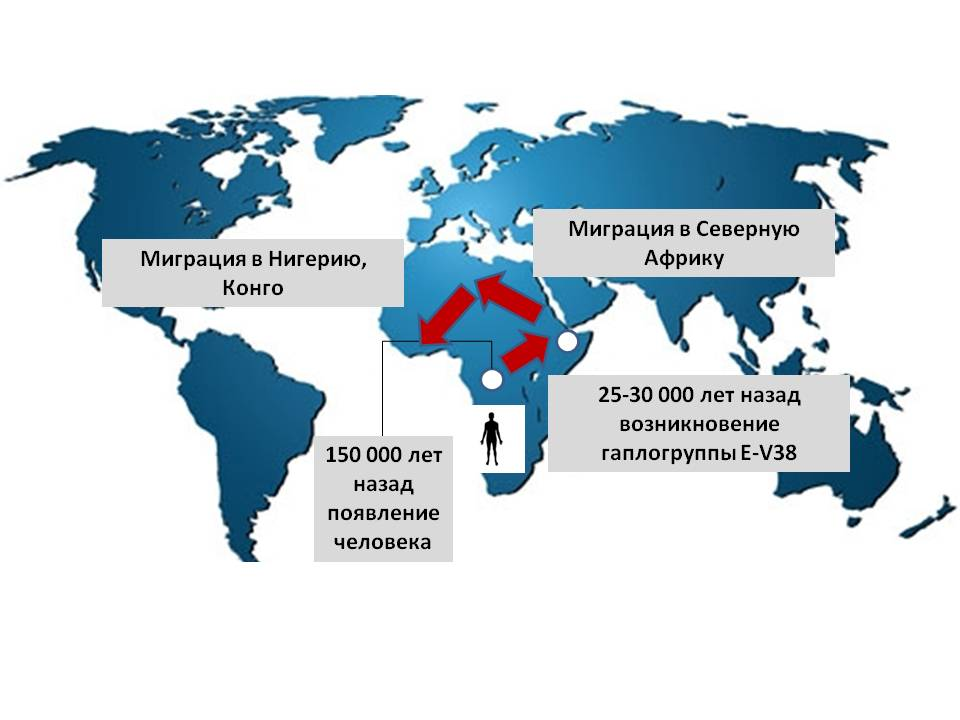 Миграция в Северную
Африку
Миграция в Нигерию,
Конго
25-30 000 лет назад
возникновение
гаплогруппы E-V38
150 000 лет
назад
появление
человека